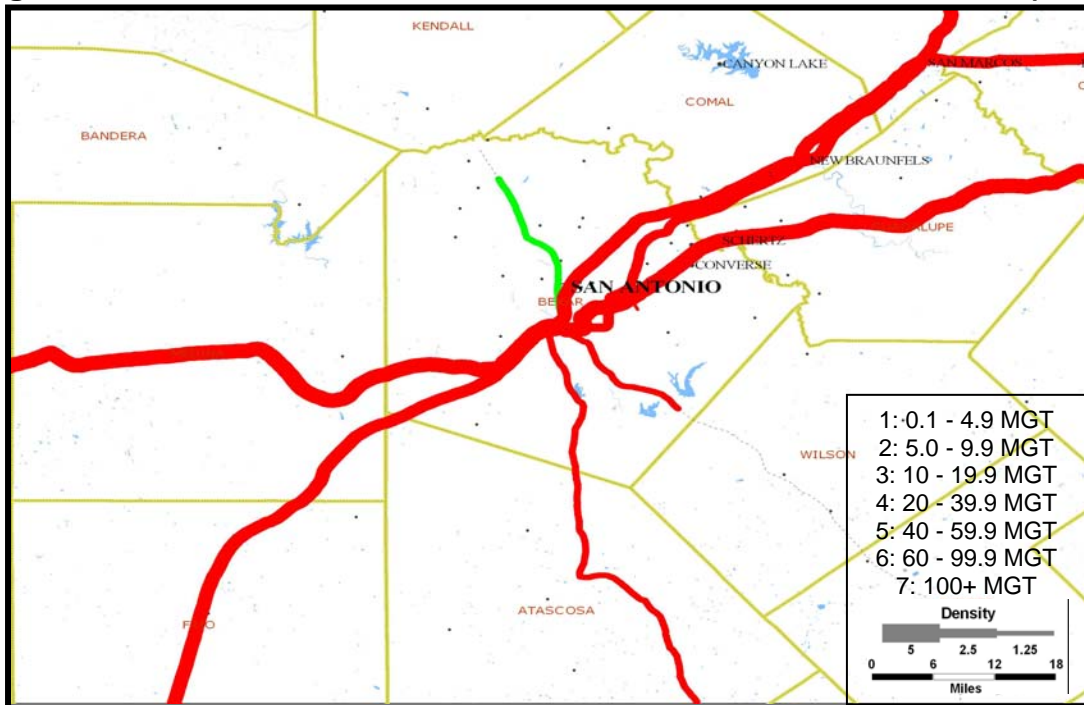 KENDALL
CANYON LAKE
SAN MARCOS
COMAL
BANDERA
NEW BRAUNFELS
SCHERTZ
CONVERSE
SAN ANTONIO
WILSON
ATASCOSA
1: 0.1 - 4.9 MGT
2: 5.0 - 9.9 MGT
3: 10 - 19.9 MGT
4: 20 - 39.9 MGT
5: 40 - 59.9 MGT
6: 60 - 99.9 MGT
7: 100+ MGT
Density
5 2.5 1.25
0 6 12 18
Miles